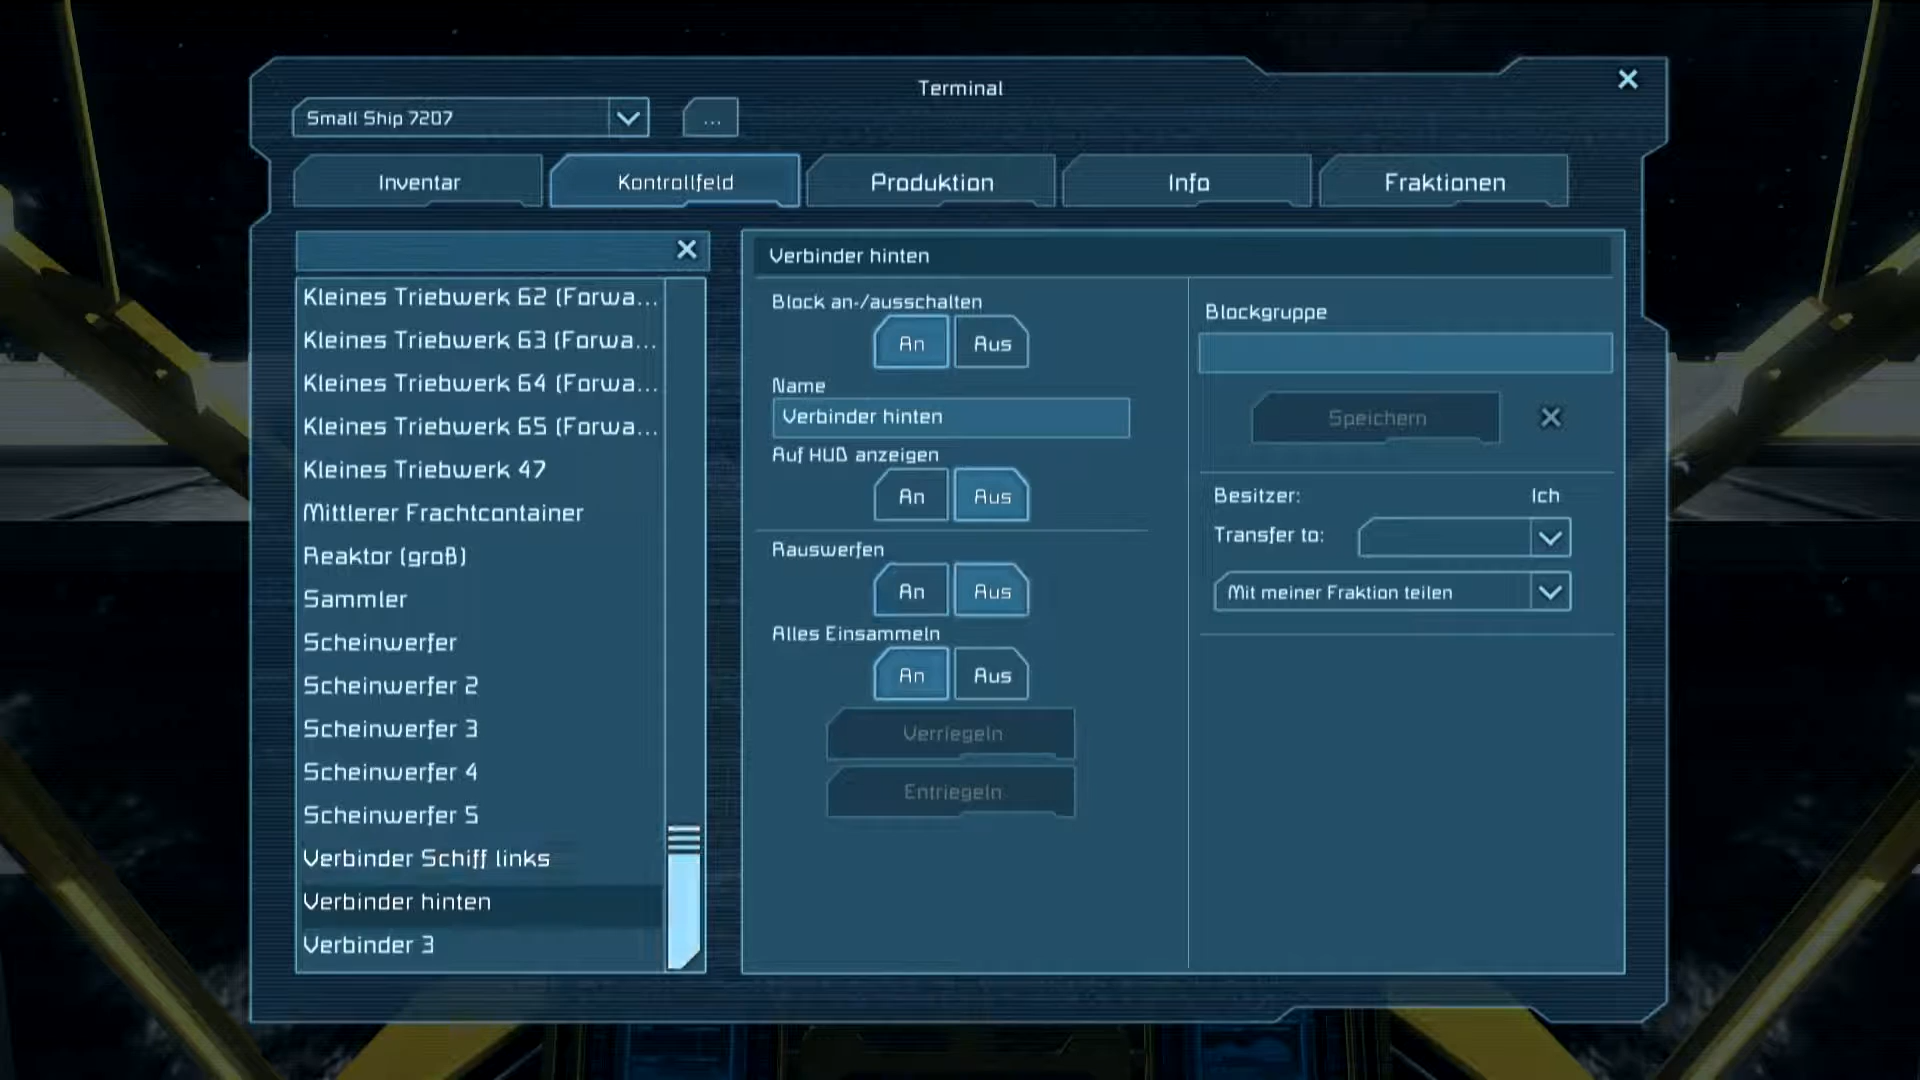 Terminal
Small Ship 7207
...
Inventar
Kontrollfeld
Produktion
Info
Fraktionen
Kleines Triebwerk 62 (Forwa...
Kleines Triebwerk 63 (Forwa...
Kleines Triebwerk 64 (Forwa...
Kleines Triebwerk 65 (Forwa...
Kleines Triebwerk 47
Mittlerer Frachtcontainer
Reaktor (groß)
Sammler
Scheinwerfer
Scheinwerfer 2
Scheinwerfer 3
Scheinwerfer 4
Scheinwerfer 5
Verbinder Schiff links
Verbinder hinten
Verbinder 3
Verbinder hinten
Block an-/ausschalten
An
Aus
Name
Verbinder hinten
Auf HUD anzeigen
An
Aus
Rauswerfen
An
Aus
Alles Einsammeln
An
Aus
Verriegeln
Entriegeln
Blockgruppe
Speichern
Besitzer:
Ich
Transfer to:
Mit meiner Fraktion teilen